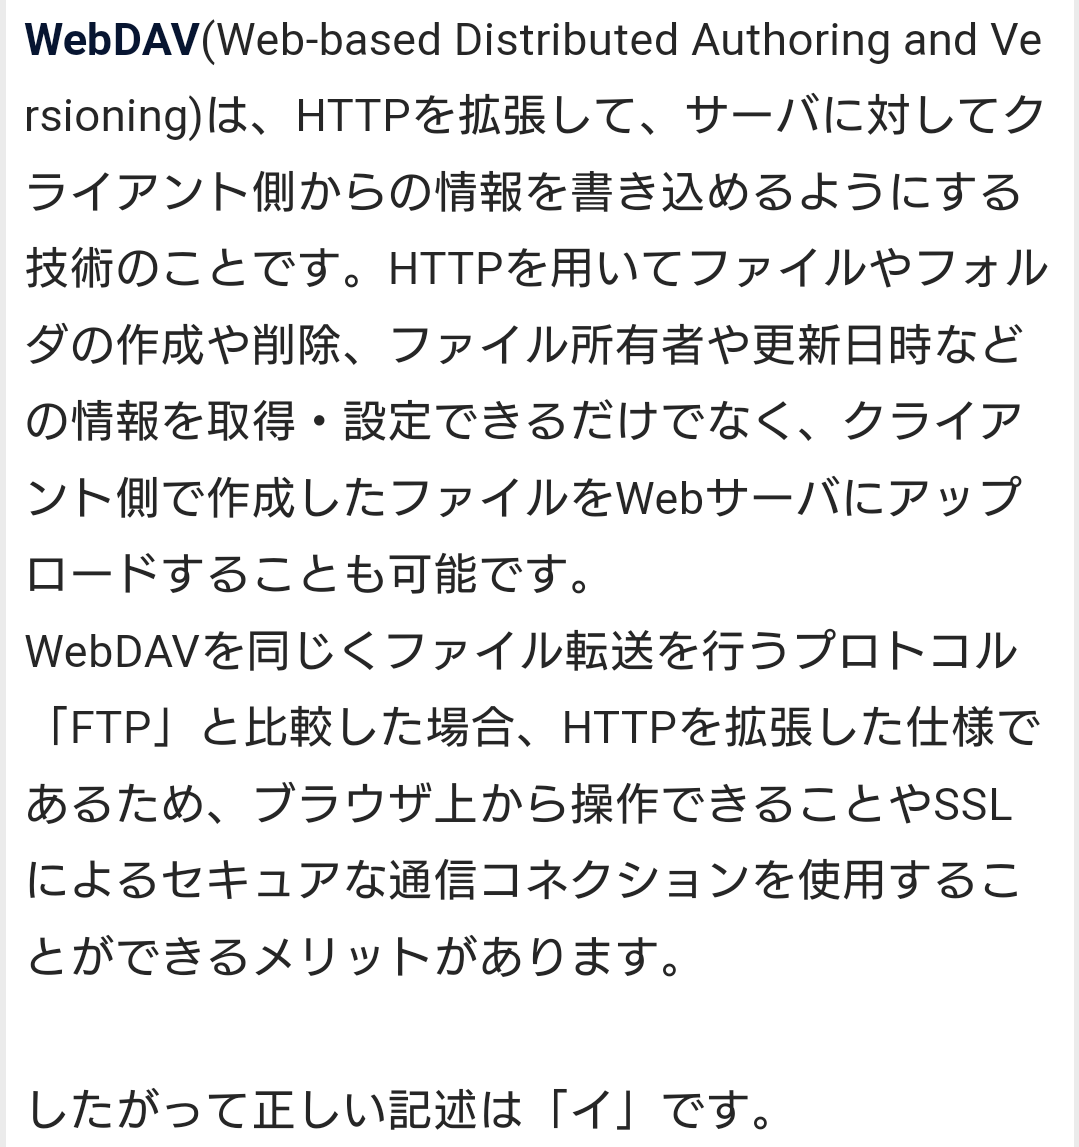 WebDAV(Web-based Distributed Authoring and Ve
rsioning)は、HTTPを拡張して、サーバに対してク
ライアント側からの情報を書き込めるようにする
技術のことです。HTTPを用いてファイルやフォル
ダの作成や削除、ファイル所有者や更新日時など
の情報を取得・設定できるだけでなく、クライア
ント側で作成したファイルをWebサーバにアップ
ロードすることも可能です。
WebDAVを同じくファイル転送を行うプロトコル
「FTP」と比較した場合、HTTPを拡張した仕様で
あるため、ブラウザ上から操作できることやSSL
によるセキュアな通信コネクションを使用するこ
とができるメリットがあります。
したがって正しい記述は「イ」です。